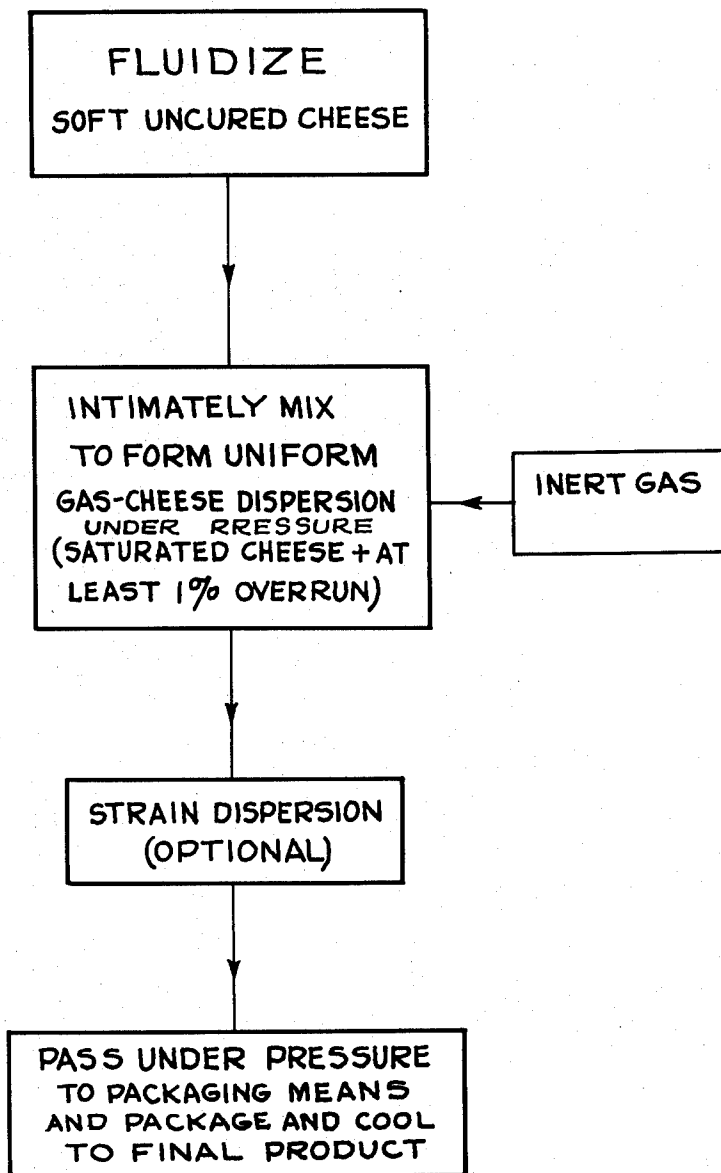 FLUIDIZE
SOFT UNCURED CHEESE
INTIMATELY MIX
TO FORM UNIFORM
GAS-CHEESE DISPERSION
UNDER RRESSURE
(SATURATED CHEESE + AT
LEAST 1% OVERRUN)
INERT GAS
STRAIN DISPERSION
(OPTIONAL)
PASS UNDER PRESSURE
TO PACKAGING MEANS
AND PACKAGE AND COOL
TO FINAL PRODUCT